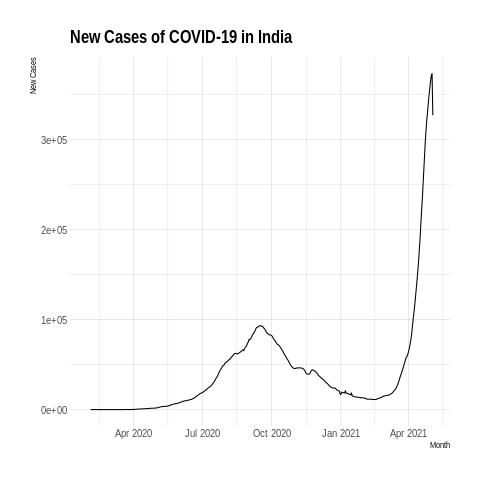 New Cases of COVID-19 in India
New Cases
3e+05
2e+05
1e+05
0e+00
Apr 2020 Jul 2020 Oct 2020 Jan 2021 Apr 2021
Month